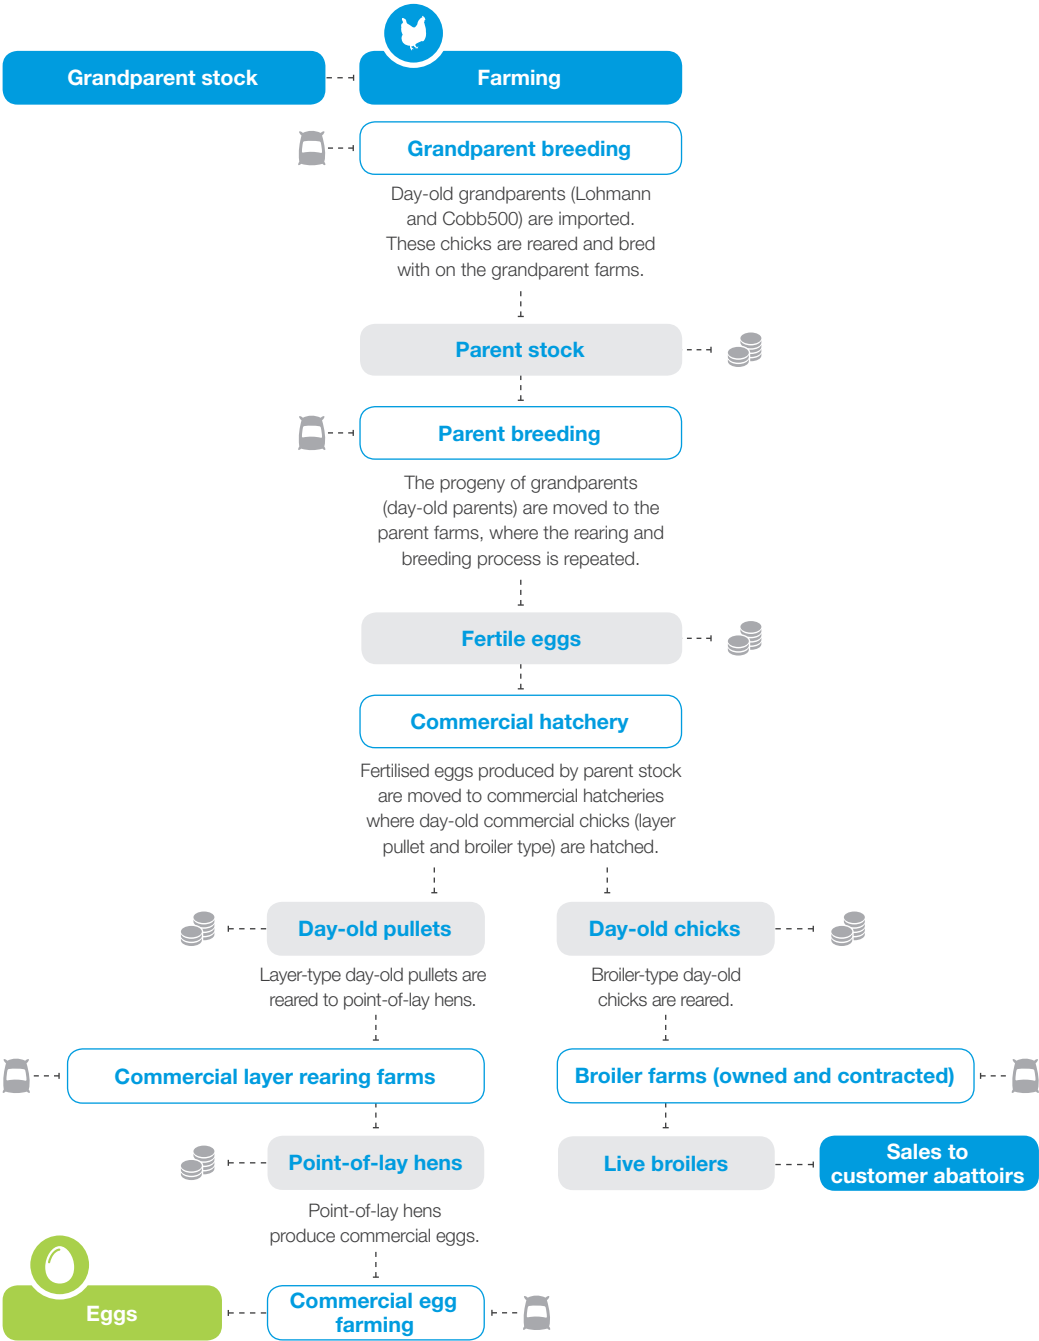 Grandparent stock
Farming
Grandparent breeding
Day-old grandparents (Lohmann
and Cobb500) are imported.
These chicks are reared and bred
with on the grandparent farms.
Parent stock
Parent breeding
The progeny of grandparents
(day-old parents) are moved to the
parent farms, where the rearing and
breeding process is repeated.
Fertile eggs
Commercial hatchery
Fertilised eggs produced by parent stock
are moved to commercial hatcheries
where day-old commercial chicks (layer
pullet and broiler type) are hatched.
Day-old pullets
Layer-type day-old pullets are
reared to point-of-lay hens.
Day-old chicks
Broiler-type day-old
chicks are reared.
Commercial layer rearing farms
Broiler farms (owned and contracted)
Point-of-lay hens
Live broilers
Sales to
customer abattoirs
Point-of-lay hens
produce commercial eggs.
Eggs
Commercial egg
farming